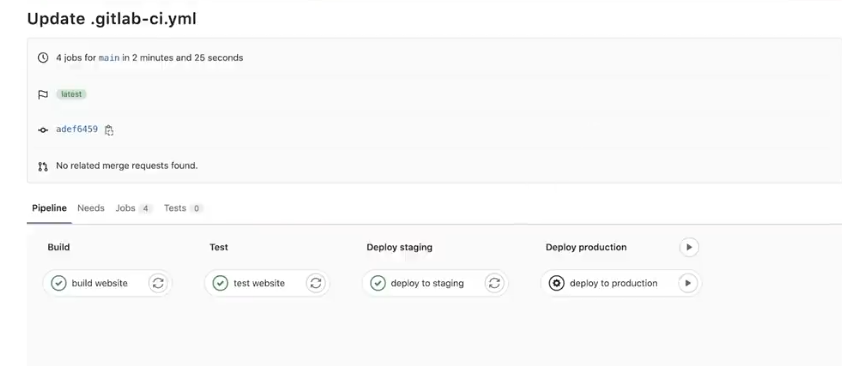 Update .gitlab-ci.yml
4 jobs for main in 2 minutes and 25 seconds
latest
adef6459
No related merge requests found.
Pipeline Needs Jobs 4 Tests 0
Build Test Deploy staging Deploy production
build website test website deploy to staging deploy to production